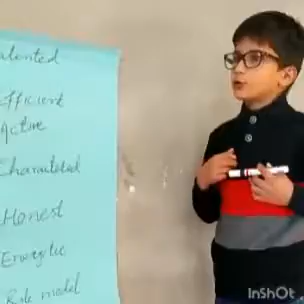 alented
Efficient
Active
Honest
Energetic
Role model
InShOt